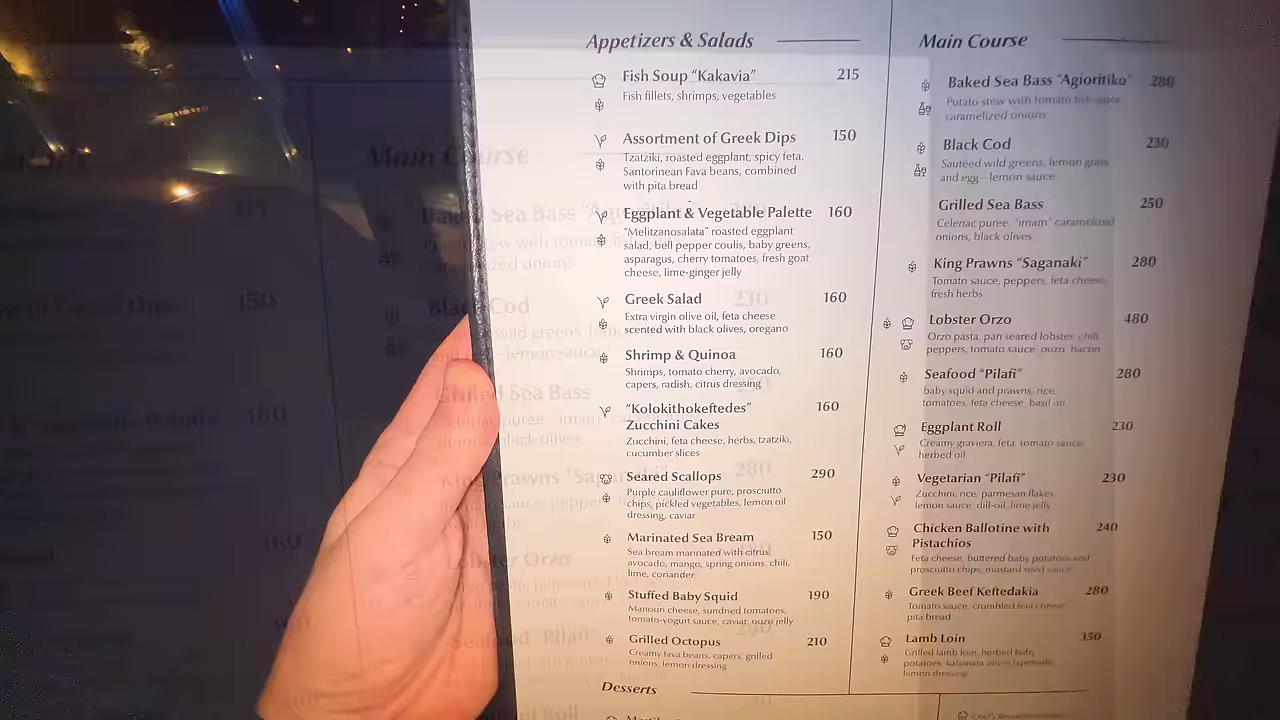 Appetizers & Salads
Fish Soup “Kakavia” 215
Fish fillets, shrimps, vegetables
Assortment of Greek Dips 150
Tzatziki, roasted eggplant, spicy feta.
Santorinean Fava beans, combined
with pita bread
Eggplant & Vegetable Palette 160
“Melitzanosalata” roasted eggplant
salad, bell pepper coulis, baby greens,
asparagus, cherry tomatoes, fresh goat
cheese, lime-ginger jelly
Greek Salad 160
Extra virgin olive oil, feta cheese
scented with black olives, oregano
Shrimp & Quinoa 160
Shrimps, tomato cherry, avocado,
capers, radish, citrus dressing
“Kolokithokeftedes” 160
Zucchini Cakes
Zucchini, feta cheese, herbs, tzatziki,
cucumber slices
Seared Scallops 290
Purple cauliflower pure, prosciutto
chips, pickled vegetables, lemon oil
dressing, caviar
Marinated Sea Bream 150
Sea bream marinated with citrus,
avocado, mango, spring onions, chili,
lime, coriander
Stuffed Baby Squid 190
Manouri cheese, sundried tomatoes,
tomato-yogurt sauce, caviar, ouzo jelly
Grilled Octopus 210
Creamy fava beans, capers, grilled
onions, lemon dressing
Desserts
Main Course
Baked Sea Bass “Agioritiko” 280
Potato stew with tomato fish-sauce
caramelized onions
Black Cod 230
Sautéed wild greens, lemon grass
and egg – lemon sauce
Grilled Sea Bass 250
Celeriac puree, “imam” caramelized
onions, black olives
King Prawns “Saganaki” 280
Tomato sauce, peppers, feta cheese,
fresh herbs
Lobster Orzo 480
Orzo pasta, pan seared lobster, chili
peppers, tomato sauce, ouzo, bacon
Seafood “Pilafi” 280
baby squid and prawns, rice,
tomatoes, feta cheese, basil oil
Eggplant Roll 230
Creamy graviera, feta, tomato sauce,
herbed oil
Vegetarian “Pilafi” 230
Zucchini, rice, parmesan flakes,
lemon sauce, dill-oil, lime jelly
Chicken Ballotine with 240
Pistachios
Feta cheese, buttered baby potatoes and
prosciutto chips, mustard seed sauce
Greek Beef Keftedakia 280
Tomato sauce, crumbled feta cheese,
pita bread
Lamb Loin 350
Grilled lamb loin, herbed baby
potatoes, kalamata olives tapenade,
lemon dressing